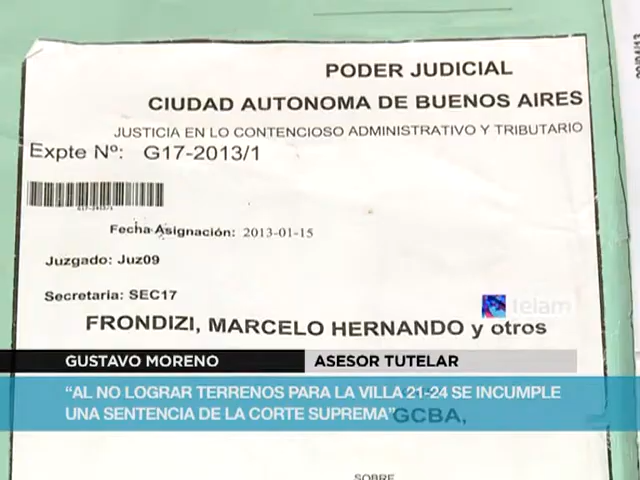 PODER JUDICIAL
CIUDAD AUTONOMA DE BUENOS AIRES
JUSTICIA EN LO CONTENCIOSO ADMINISTRATIVO Y TRIBUTARIO
Expte Nº: G17-2013/1
Fecha Asignación: 2013-01-15
Juzgado: Juz09
Secretaria: SEC17
telam
FRONDIZI, MARCELO HERNANDO y otros
GUSTAVO MORENO ASESOR TUTELAR
“AL NO LOGRAR TERRENOS PARA LA VILLA 21-24 SE INCUMPLE
UNA SENTENCIA DE LA CORTE SUPREMA”
GCBA,
SOBRE